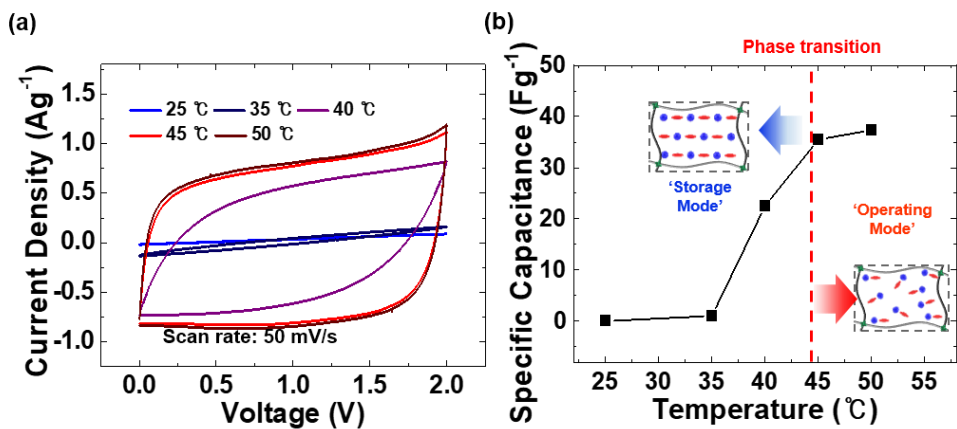 (a)
Current Density (Ag⁻¹)
1.5
1.0
0.5
0.0
-0.5
-1.0
25 ℃ 35 ℃ 40 ℃
45 ℃ 50 ℃
Scan rate: 50 mV/s
0.0 0.5 1.0 1.5 2.0
Voltage (V)
(b)
Phase transition
Specific Capacitance (Fg⁻¹)
50
40
30
20
10
0
'Storage
Mode'
'Operating
Mode'
25 30 35 40 45 50 55
Temperature (℃)